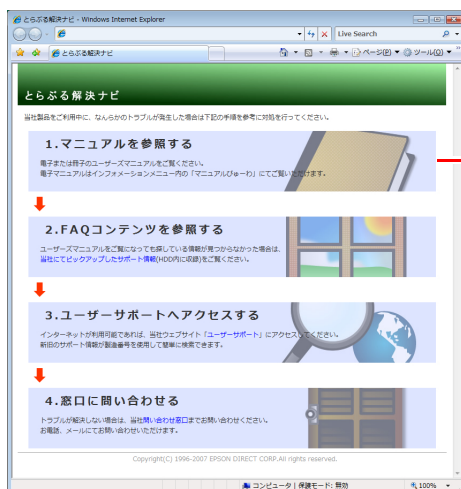 とらぶる解決ナビ - Windows Internet Explorer
Live Search
とらぶる解決ナビ
ページ(P)
ツール(O)
とらぶる解決ナビ
当社製品をご利用中に、なんらかのトラブルが発生した場合は下記の手順を参考に対処を行ってください。
1.マニュアルを参照する
電子または冊子のユーザーズマニュアルをご覧ください。
電子マニュアルはインフォメーションメニュー内の「マニュアルびゅーわ」にてご覧いただけます。
2.FAQコンテンツを参照する
ユーザーズマニュアルをご覧になっても探している情報が見つからなかった場合は、
当社にてピックアップしたサポート情報(HDD内に収録)をご覧ください。
3.ユーザーサポートへアクセスする
インターネットが利用可能であれば、当社ウェブサイト「ユーザーサポート」にアクセスしてください。
新旧のサポート情報が製造番号を使用して簡単に検索できます。
4.窓口に問い合わせる
トラブルが解決しない場合は、当社問い合わせ窓口までお問い合わせください。
お電話、メールにてお問い合わせいただけます。
Copyright(C) 1996-2007 EPSON DIRECT CORP.All rights reserved.
コンピュータ | 保護モード: 無効
100%